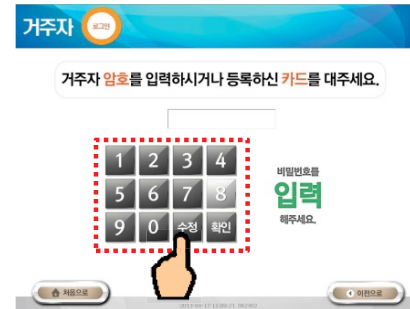 거주자 로그인
거주자 암호를 입력하시거나 등록하신 카드를 대주세요.
1 2 3 4
5 6 7 8
9 0 수정 확인
비밀번호를
입력
해주세요.
처음으로
이전으로